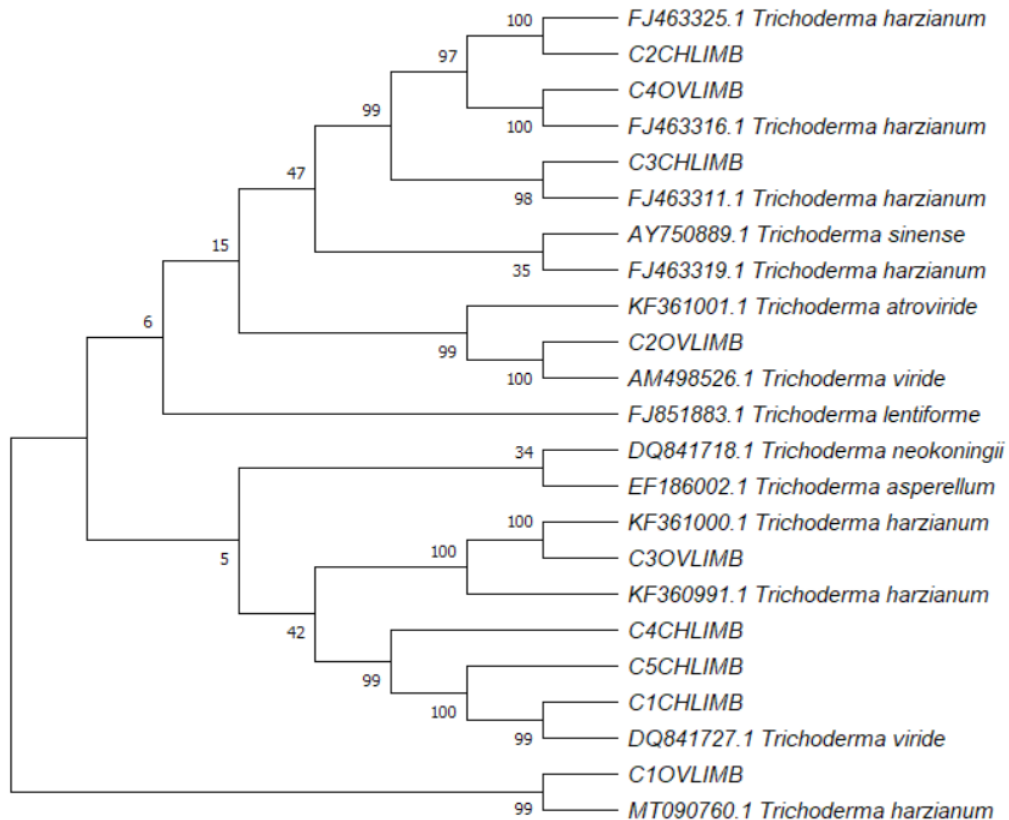 100
FJ463325.1 Trichoderma harzianum
97
C2CHLIMB
99
C4OVLIMB
100
FJ463316.1 Trichoderma harzianum
47
C3CHLIMB
98
FJ463311.1 Trichoderma harzianum
15
AY750889.1 Trichoderma sinense
35
FJ463319.1 Trichoderma harzianum
6
KF361001.1 Trichoderma atroviride
99
C2OVLIMB
100
AM498526.1 Trichoderma viride
FJ851883.1 Trichoderma lentiforme
34
DQ841718.1 Trichoderma neokoningii
EF186002.1 Trichoderma asperellum
100
KF361000.1 Trichoderma harzianum
5
100
C3OVLIMB
KF360991.1 Trichoderma harzianum
42
C4CHLIMB
99
C5CHLIMB
100
C1CHLIMB
99
DQ841727.1 Trichoderma viride
C1OVLIMB
99
MT090760.1 Trichoderma harzianum